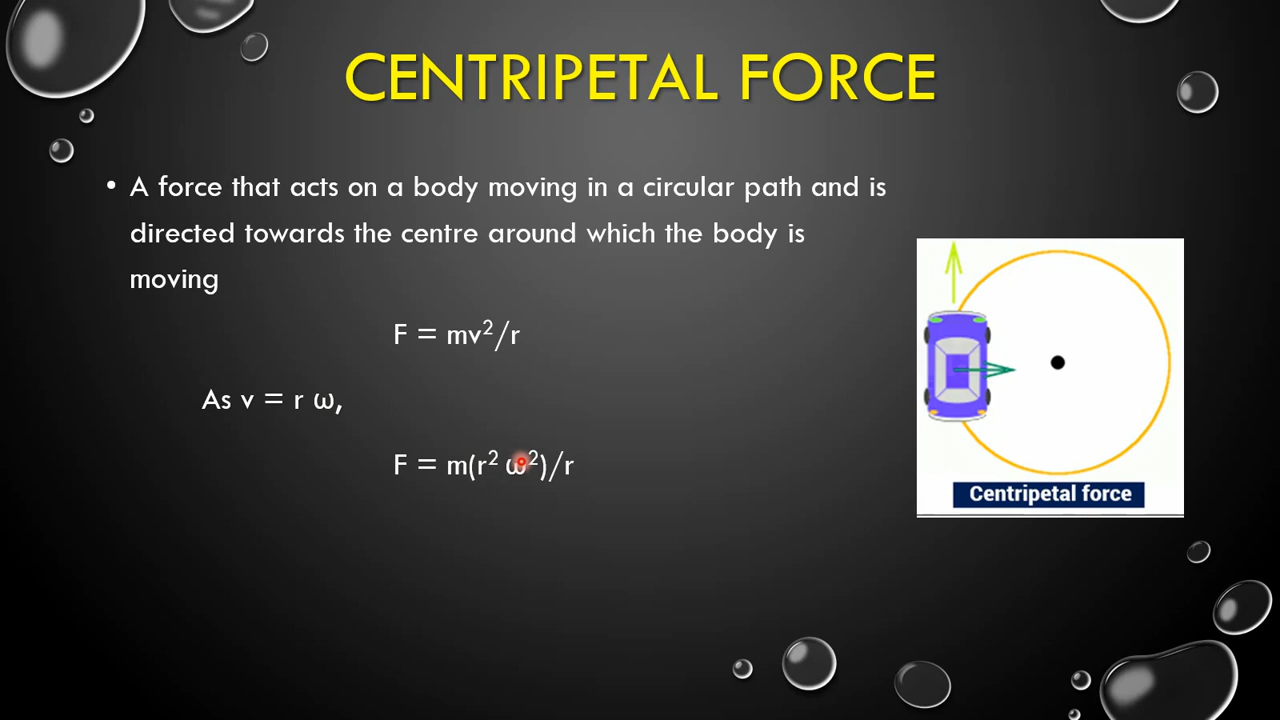 CENTRIPETAL FORCE
• A force that acts on a body moving in a circular path and is
directed towards the centre around which the body is
moving
F = mv²/r
As v = r ω,
F = m(r² ω²)/r
Centripetal force